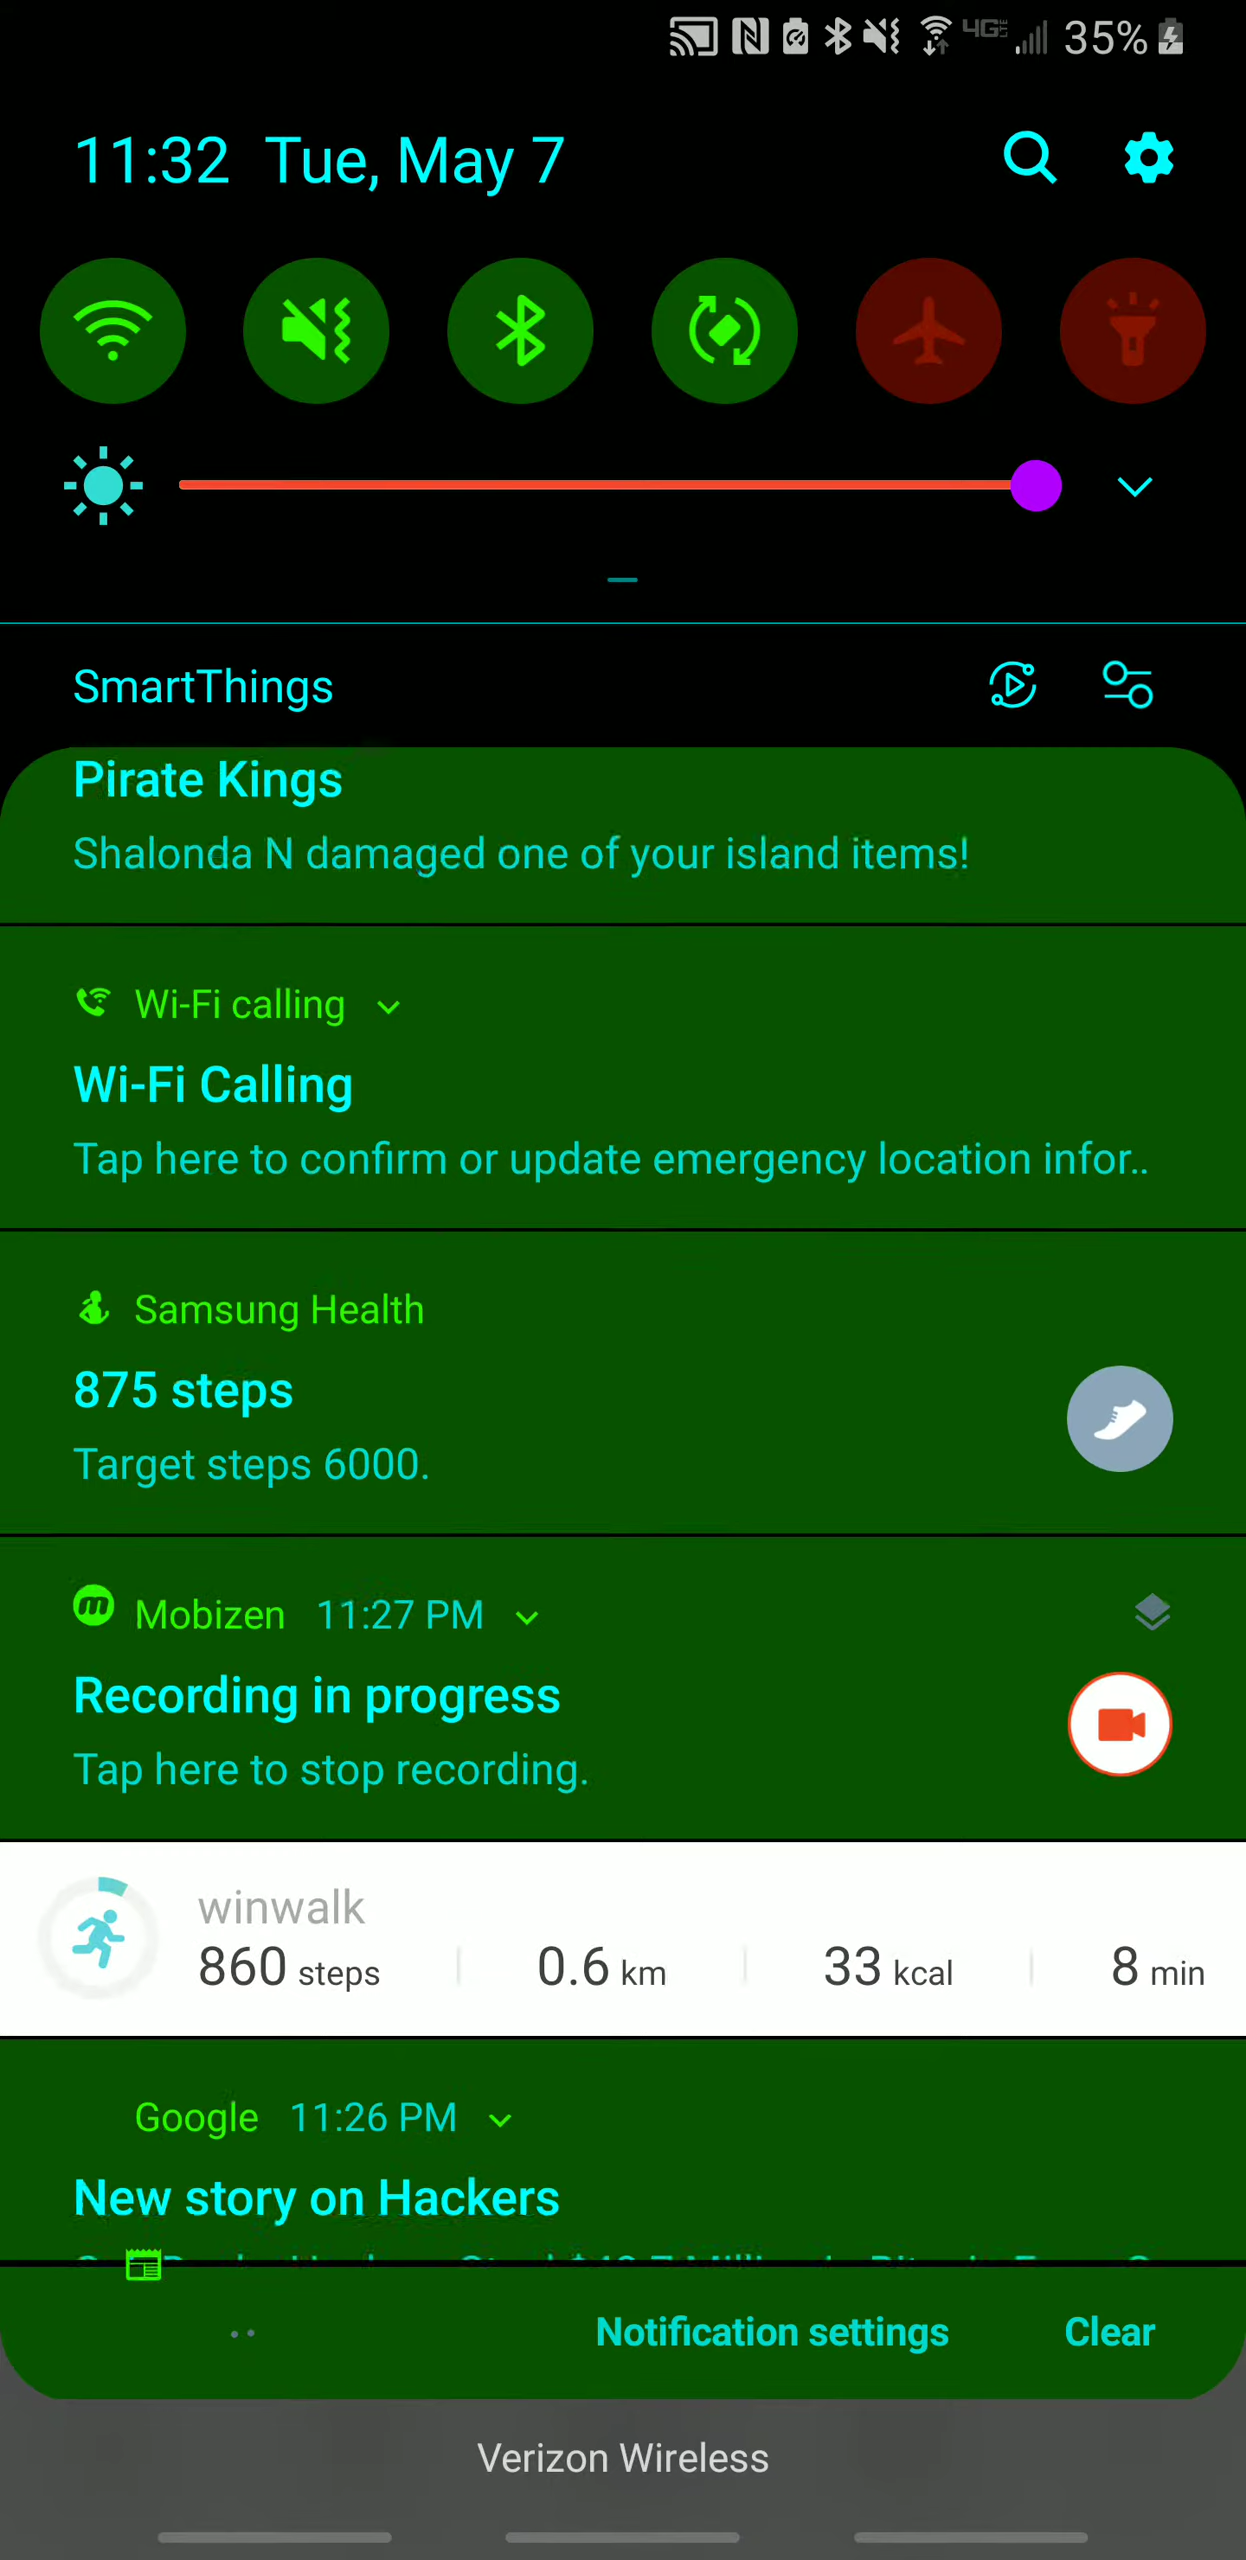 4G LTE 35%
11:32 Tue, May 7
SmartThings
Pirate Kings
Shalonda N damaged one of your island items!
Wi-Fi calling
Wi-Fi Calling
Tap here to confirm or update emergency location infor..
Samsung Health
875 steps
Target steps 6000.
Mobizen 11:27 PM
Recording in progress
Tap here to stop recording.
winwalk
860 steps 0.6 km 33 kcal 8 min
Google 11:26 PM
New story on Hackers
Notification settings Clear
Verizon Wireless